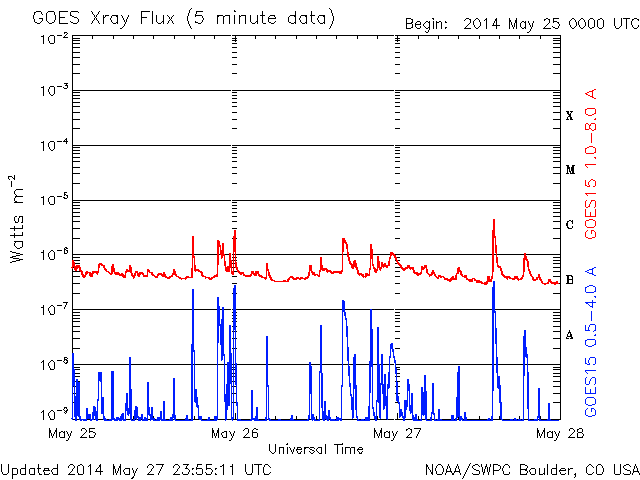 GOES Xray Flux (5 minute data)
Begin: 2014 May 25 0000 UTC
10-2
10-3
10-4
10-5
10-6
10-7
10-8
10-9
Watts m-2
X
M
C
B
A
GOES15 1.0-8.0 A
GOES15 0.5-4.0 A
May 25
May 26
May 27
May 28
Universal Time
Updated 2014 May 27 23:55:11 UTC
NOAA/SWPC Boulder, CO USA